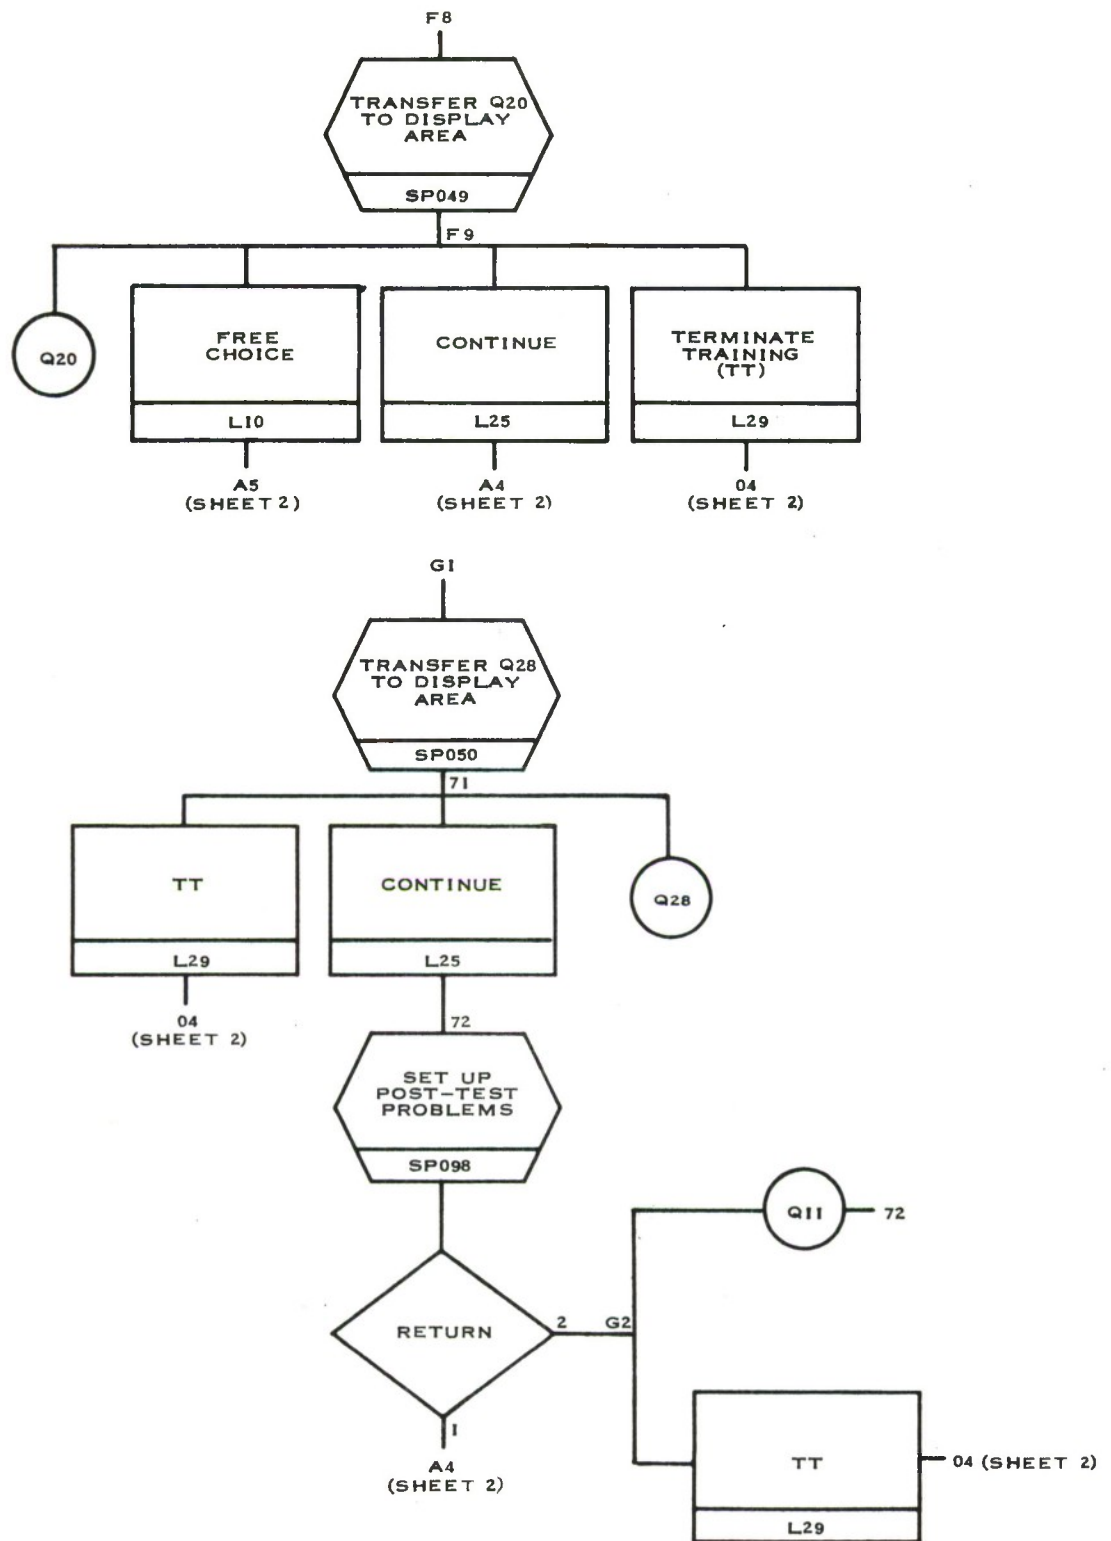 F8
TRANSFER Q20
TO DISPLAY
AREA
SP049
F9
Q20
FREE
CHOICE
L10
A5
(SHEET 2)
CONTINUE
L25
A4
(SHEET 2)
TERMINATE
TRAINING
(TT)
L29
04
(SHEET 2)
G1
TRANSFER Q28
TO DISPLAY
AREA
SP050
71
TT
L29
04
(SHEET 2)
CONTINUE
L25
Q28
72
SET UP
POST-TEST
PROBLEMS
SP098
RETURN
1
A4
(SHEET 2)
2
G2
Q11
72
TT
L29
04 (SHEET 2)